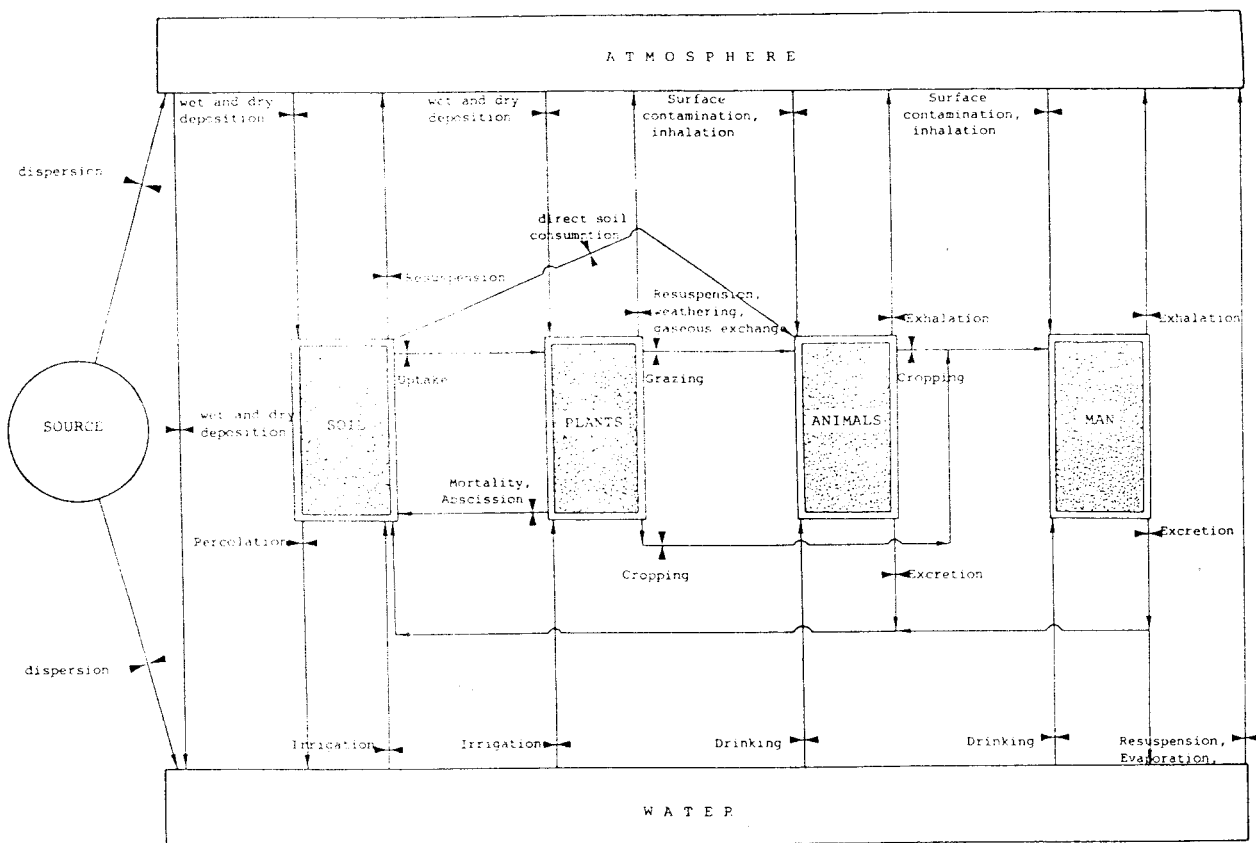 A T M O S P H E R E
wet and dry
deposition
wet and dry
deposition
Surface
contamination,
inhalation
Surface
contamination,
inhalation
dispersion
direct soil
consumption
Resuspension
Resuspension,
weathering,
gaseous exchange
Exhalation
Exhalation
Uptake
Grazing
Cropping
SOURCE
wet and dry
deposition
SOIL
PLANTS
ANIMALS
MAN
Mortality,
Abscission
Percolation
Excretion
Cropping
Excretion
dispersion
Irrigation
Irrigation
Drinking
Drinking
Resuspension,
Evaporation,
W A T E R